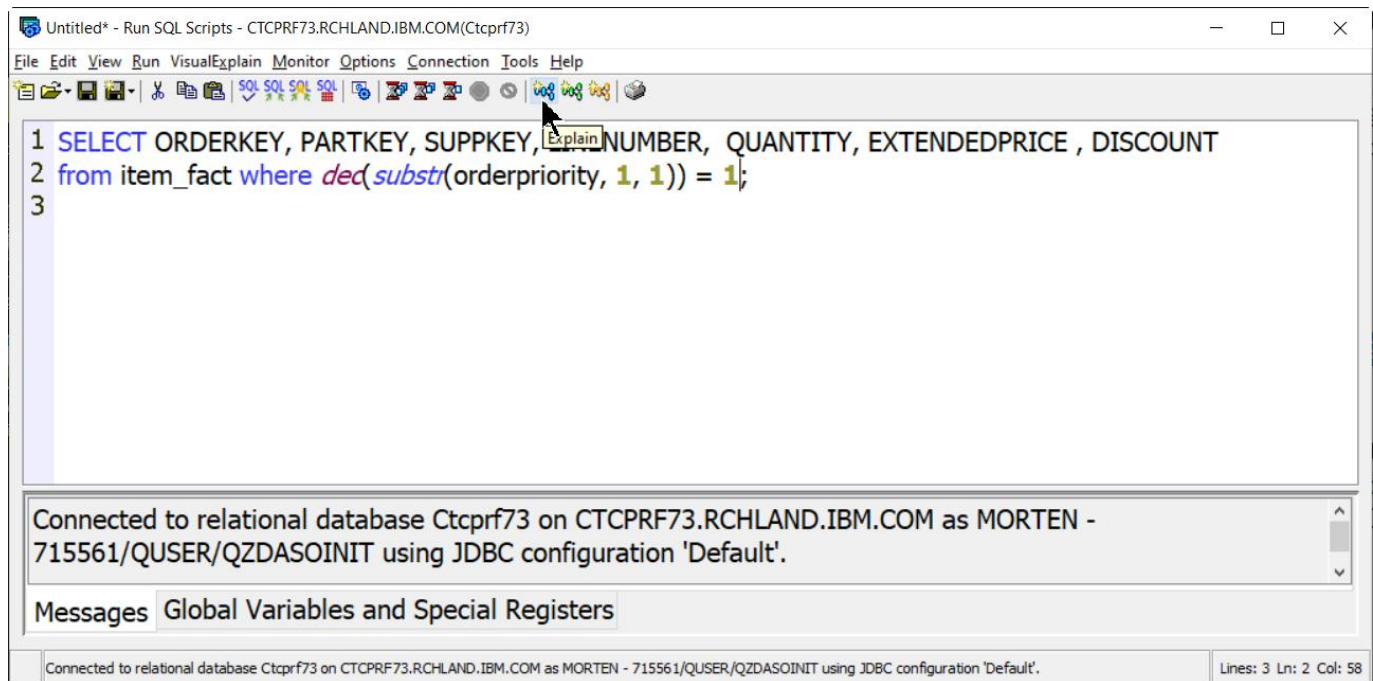 Untitled* - Run SQL Scripts - CTCPRF73.RCHLAND.IBM.COM(Ctcprf73)
File Edit View Run VisualExplain Monitor Options Connection Tools Help
SQL SQL SQL SQL
Explain
1 SELECT ORDERKEY, PARTKEY, SUPPKEY, NUMBER, QUANTITY, EXTENDEDPRICE , DISCOUNT
2 from item_fact where dec(substr(orderpriority, 1, 1)) = 1;
3
Connected to relational database Ctcprf73 on CTCPRF73.RCHLAND.IBM.COM as MORTEN -
715561/QUSER/QZDASOINIT using JDBC configuration 'Default'.
Messages Global Variables and Special Registers
Connected to relational database Ctcprf73 on CTCPRF73.RCHLAND.IBM.COM as MORTEN - 715561/QUSER/QZDASOINIT using JDBC configuration 'Default'. Lines: 3 Ln: 2 Col: 58